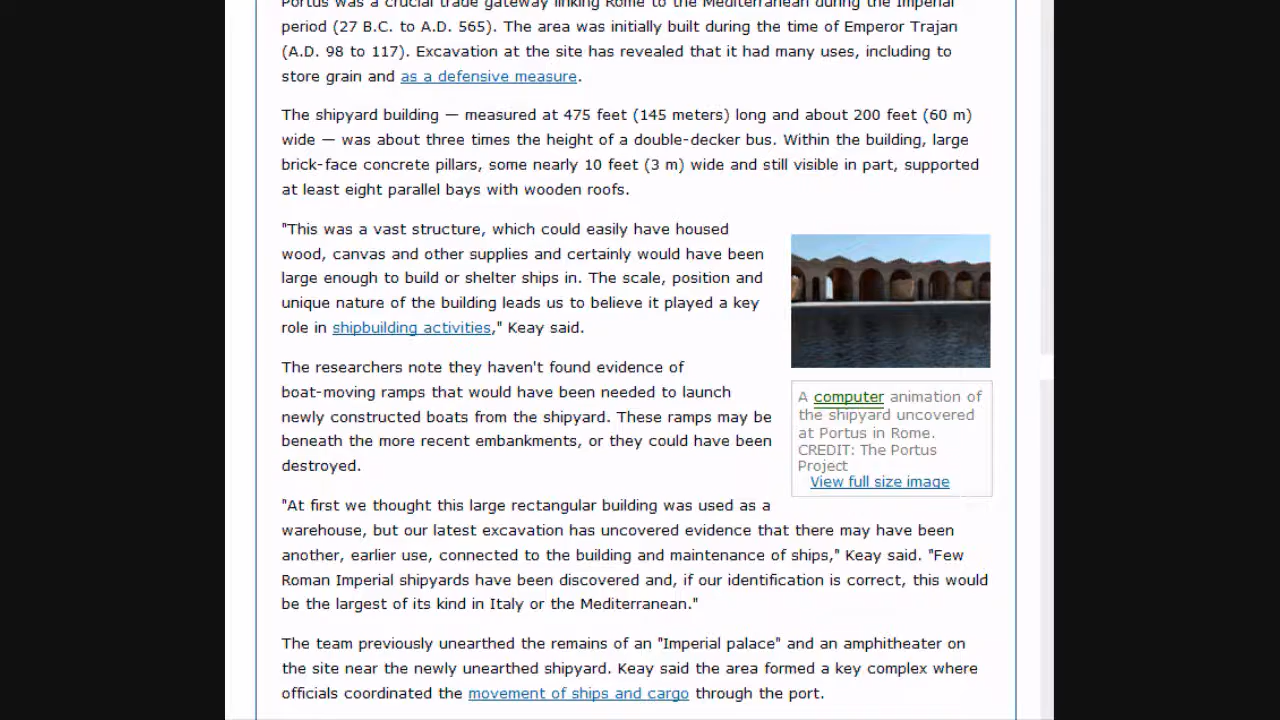 Portus was a crucial trade gateway linking Rome to the Mediterranean during the Imperial
period (27 B.C. to A.D. 565). The area was initially built during the time of Emperor Trajan
(A.D. 98 to 117). Excavation at the site has revealed that it had many uses, including to
store grain and as a defensive measure.
The shipyard building — measured at 475 feet (145 meters) long and about 200 feet (60 m)
wide — was about three times the height of a double-decker bus. Within the building, large
brick-face concrete pillars, some nearly 10 feet (3 m) wide and still visible in part, supported
at least eight parallel bays with wooden roofs.
"This was a vast structure, which could easily have housed
wood, canvas and other supplies and certainly would have been
large enough to build or shelter ships in. The scale, position and
unique nature of the building leads us to believe it played a key
role in shipbuilding activities," Keay said.
The researchers note they haven't found evidence of
boat-moving ramps that would have been needed to launch
newly constructed boats from the shipyard. These ramps may be
beneath the more recent embankments, or they could have been
destroyed.
A computer animation of
the shipyard uncovered
at Portus in Rome.
CREDIT: The Portus
Project
View full size image
"At first we thought this large rectangular building was used as a
warehouse, but our latest excavation has uncovered evidence that there may have been
another, earlier use, connected to the building and maintenance of ships," Keay said. "Few
Roman Imperial shipyards have been discovered and, if our identification is correct, this would
be the largest of its kind in Italy or the Mediterranean."
The team previously unearthed the remains of an "Imperial palace" and an amphitheater on
the site near the newly unearthed shipyard. Keay said the area formed a key complex where
officials coordinated the movement of ships and cargo through the port.